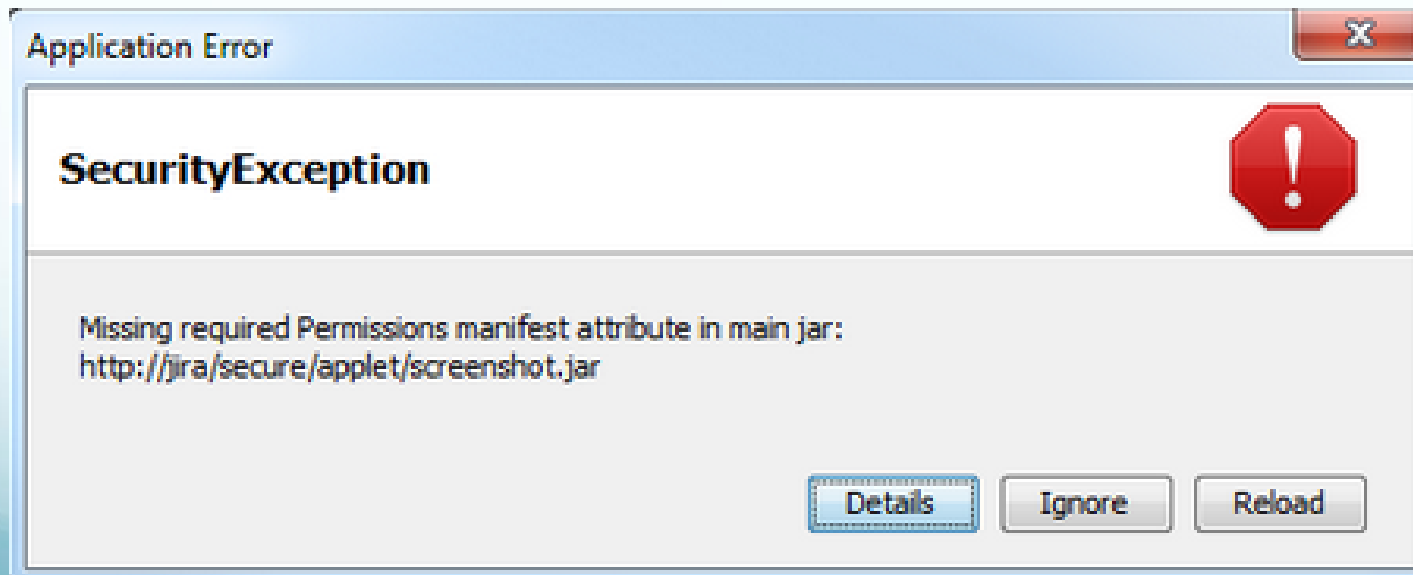 Application Error
SecurityException
Missing required Permissions manifest attribute in main jar:
http://jira/secure/applet/screenshot.jar
Details
Ignore
Reload